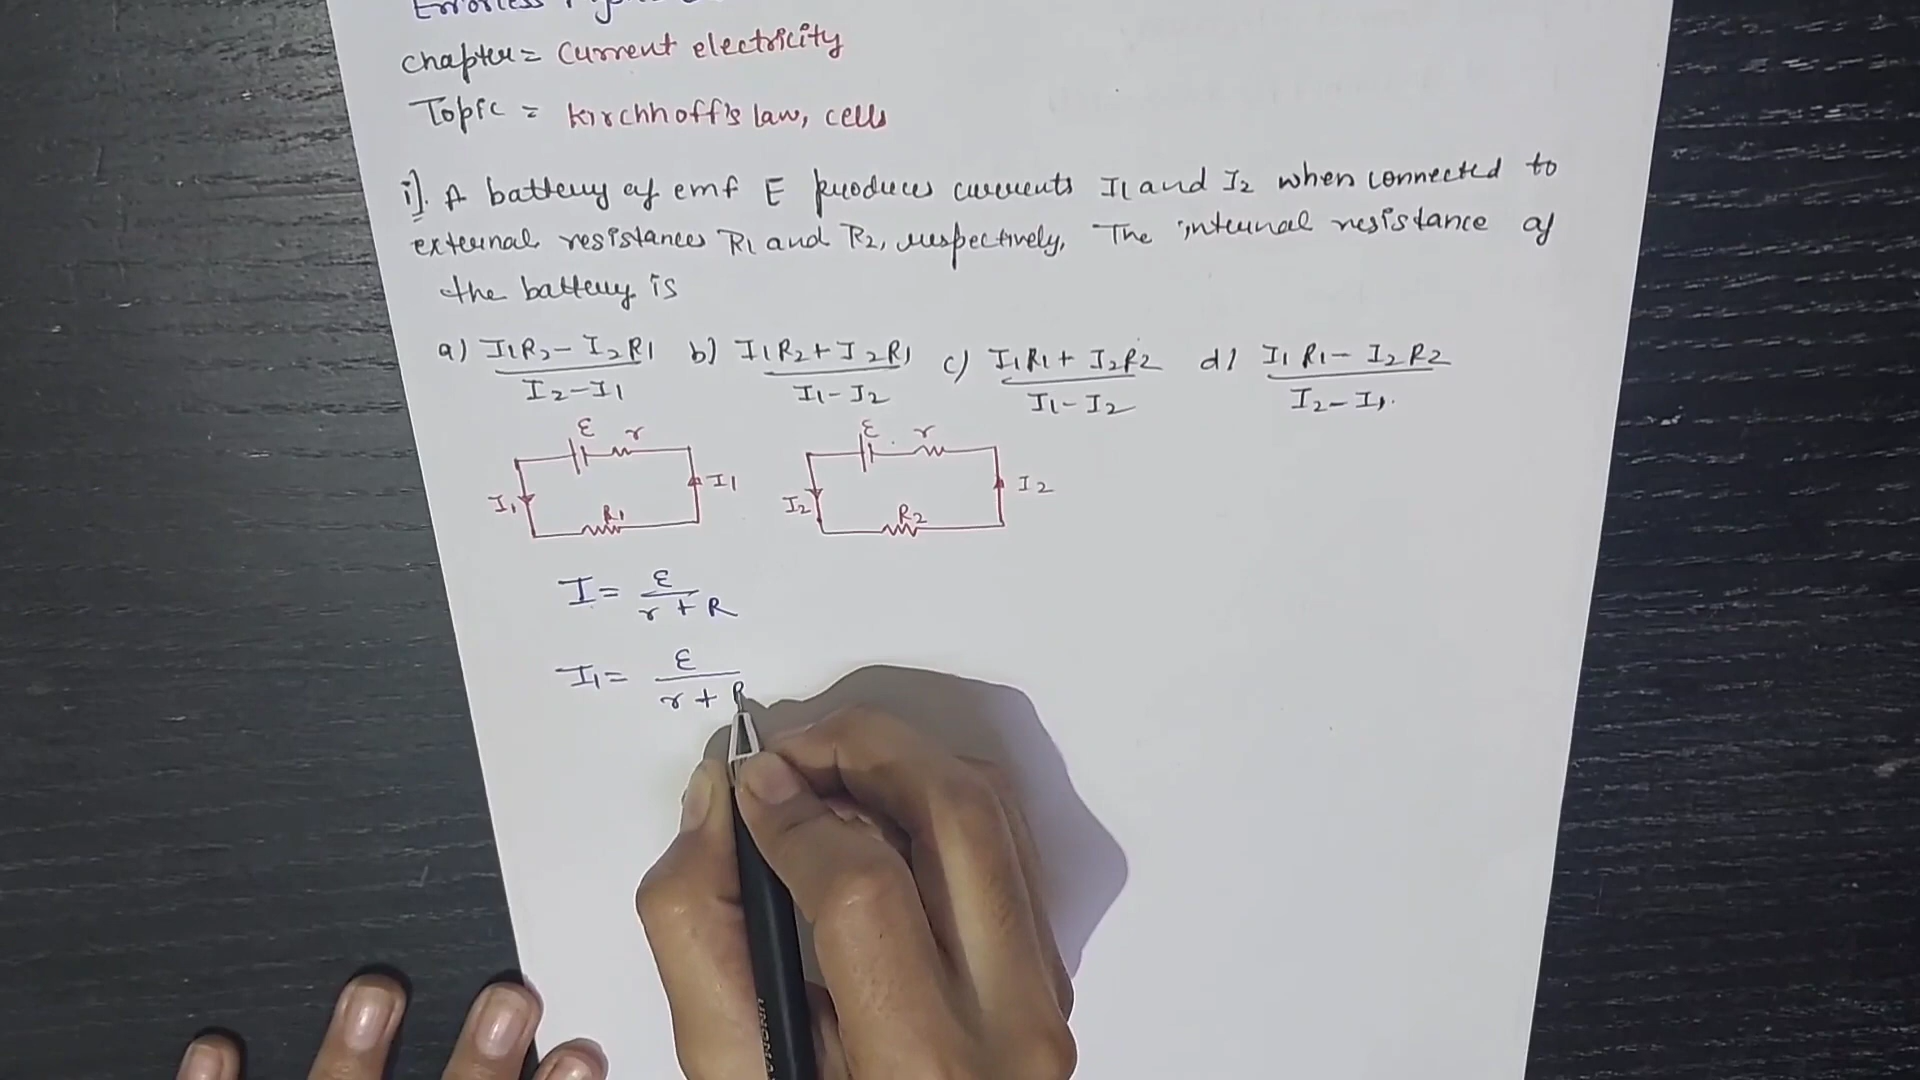 Errorless
chapter = Current electricity
Topic = Kirchhoff's law, cells
i]. A battery of emf E produces currents I1 and I2 when connected to
external resistances R1 and R2, respectively, The internal resistance of
the battery is
a) I1R2 - I2R1 / I2 - I1 b) I1R2 + I2R1 / I1 - I2 c) I1R1 + I2R2 / I1 - I2 d) I1R1 - I2R2 / I2 - I1.
ε r ε r
I1 I1 I2 I2
R1 R2
I = ε / r + R
I1 = ε / r + R